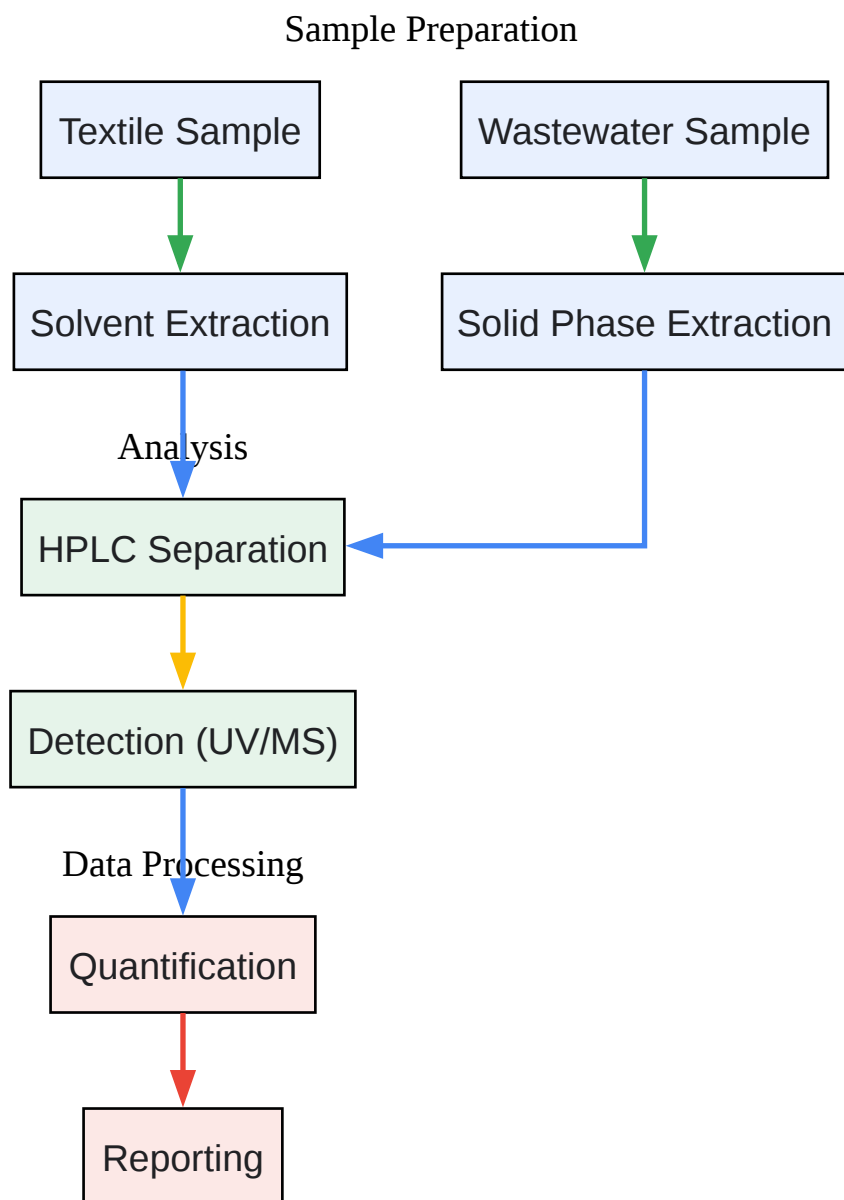 Sample Preparation
Textile Sample
Wastewater Sample
Solvent Extraction
Solid Phase Extraction
Analysis
HPLC Separation
Detection (UV/MS)
Data Processing
Quantification
Reporting